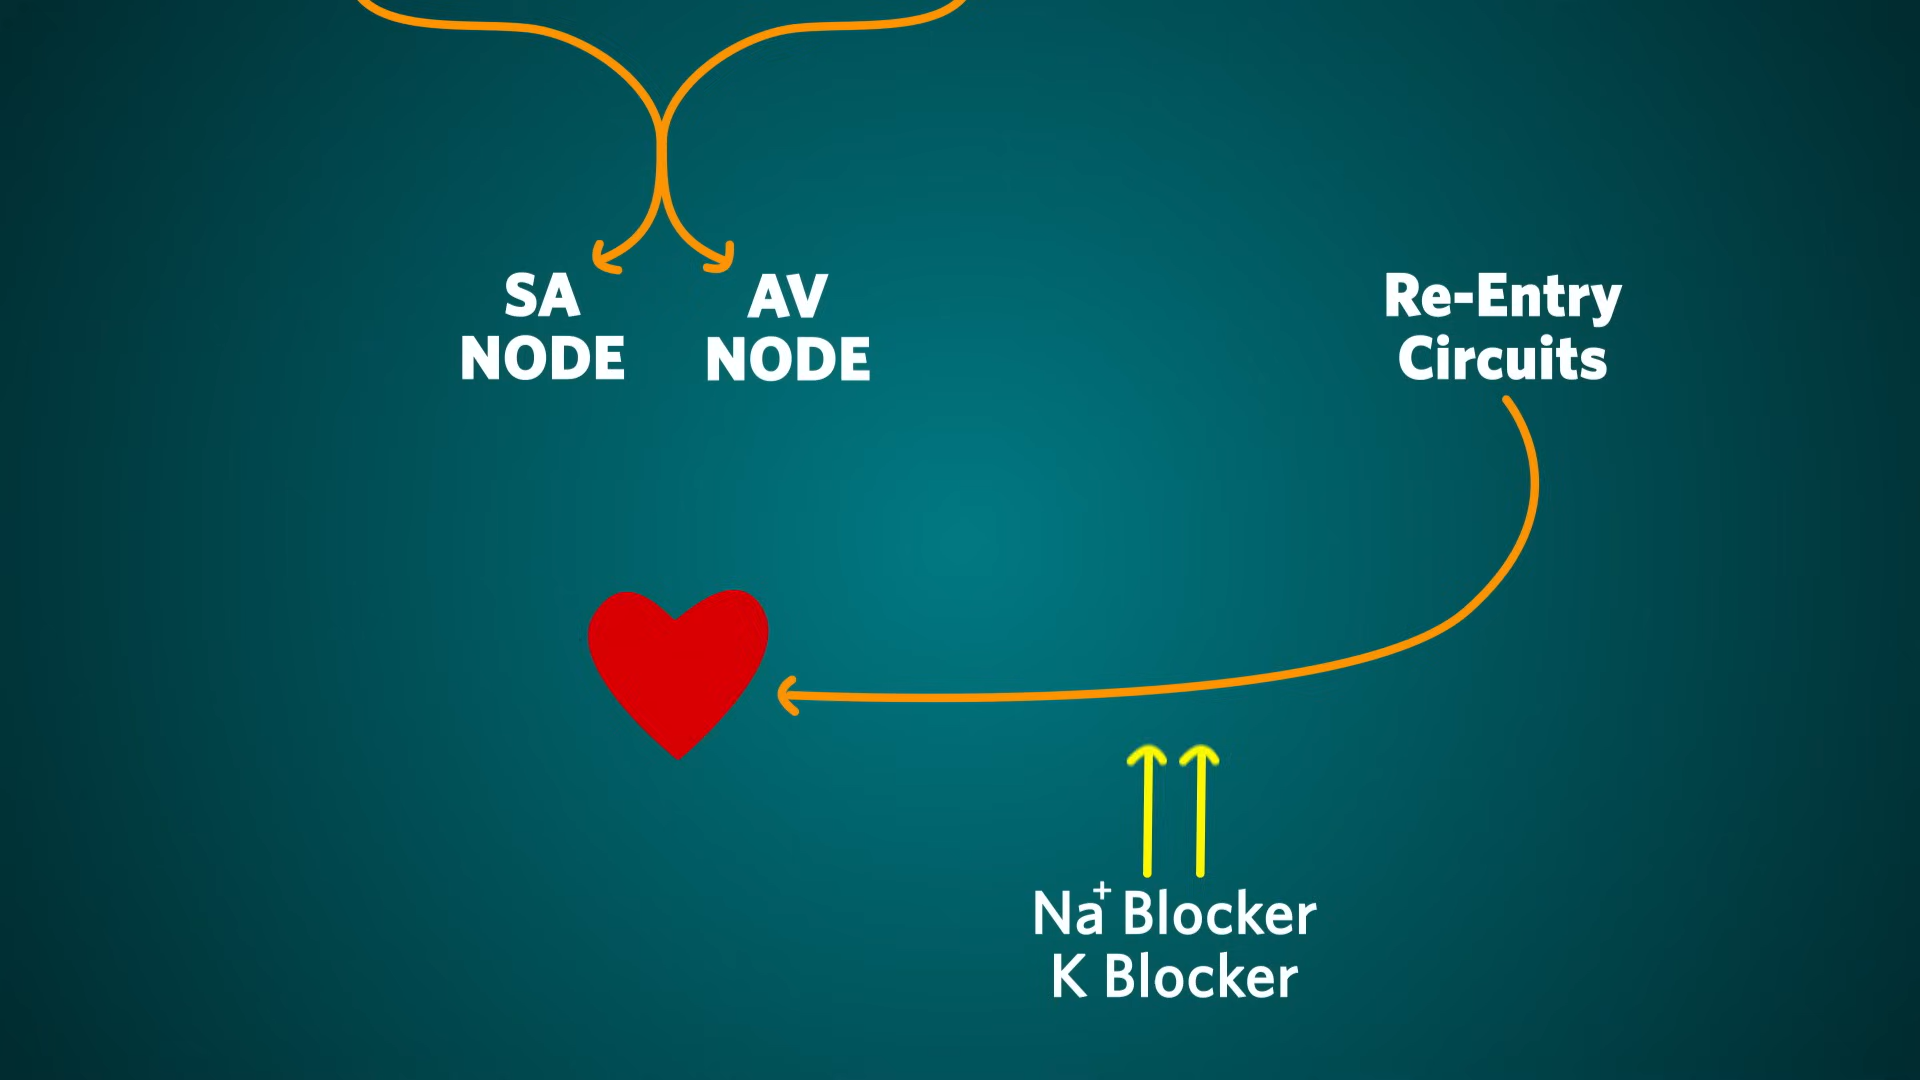 SA
NODE
AV
NODE
Re-Entry
Circuits
Na⁺ Blocker
K Blocker